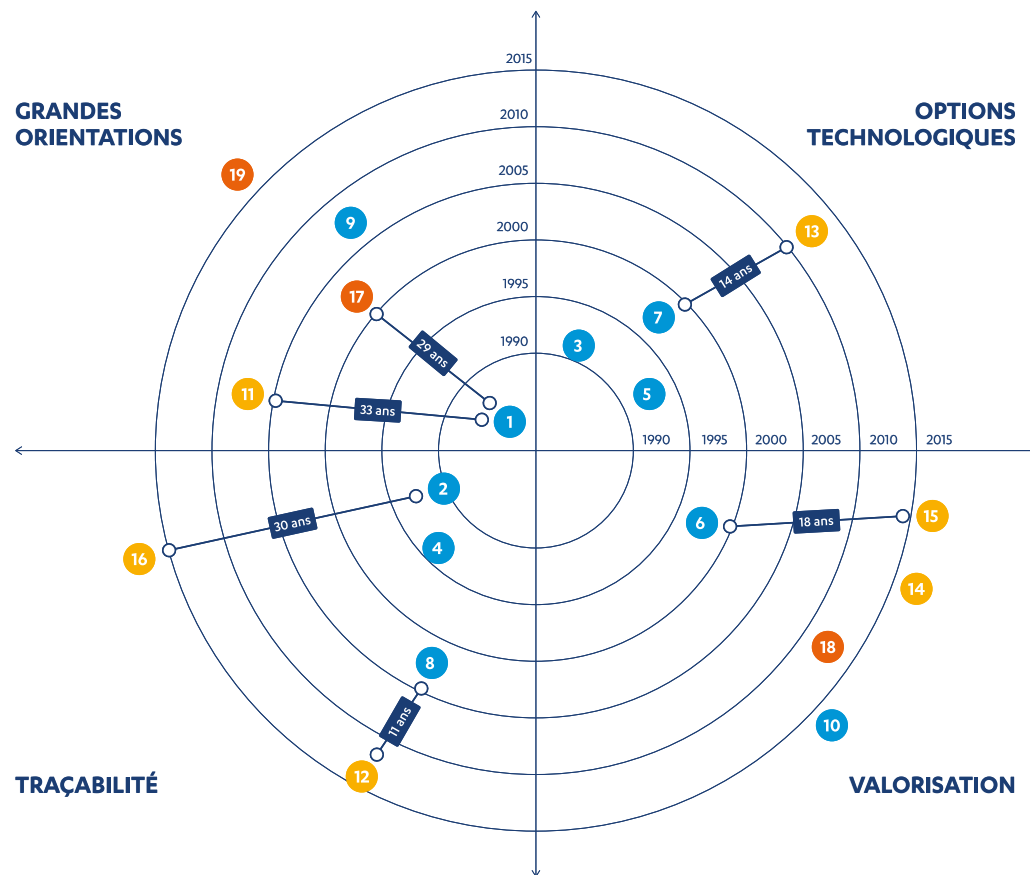 2015
GRANDES
ORIENTATIONS
OPTIONS
TECHNOLOGIQUES
2010
2005
19
9
2000
13
14 ans
1995
17
7
1990
3
29 ans
11
33 ans
5
1
1990 1995 2000 2005 2010 2015
2
30 ans
6
18 ans
15
16
4
14
18
8
11 ans
10
12
TRAÇABILITÉ
VALORISATION